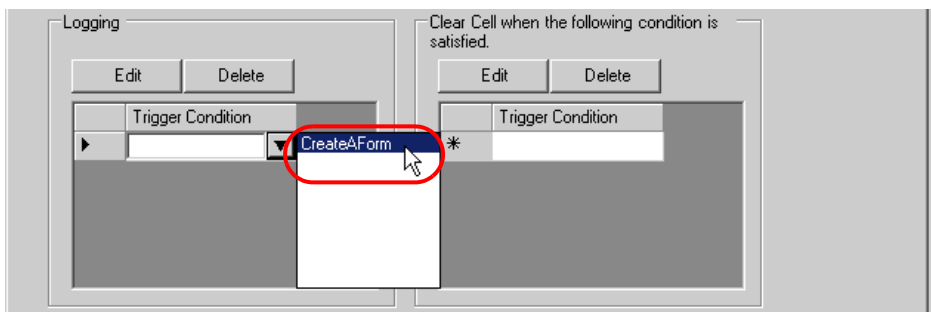 Logging
Edit
Delete
Trigger Condition
CreateAForm
Clear Cell when the following condition is
satisfied.
Edit
Delete
Trigger Condition